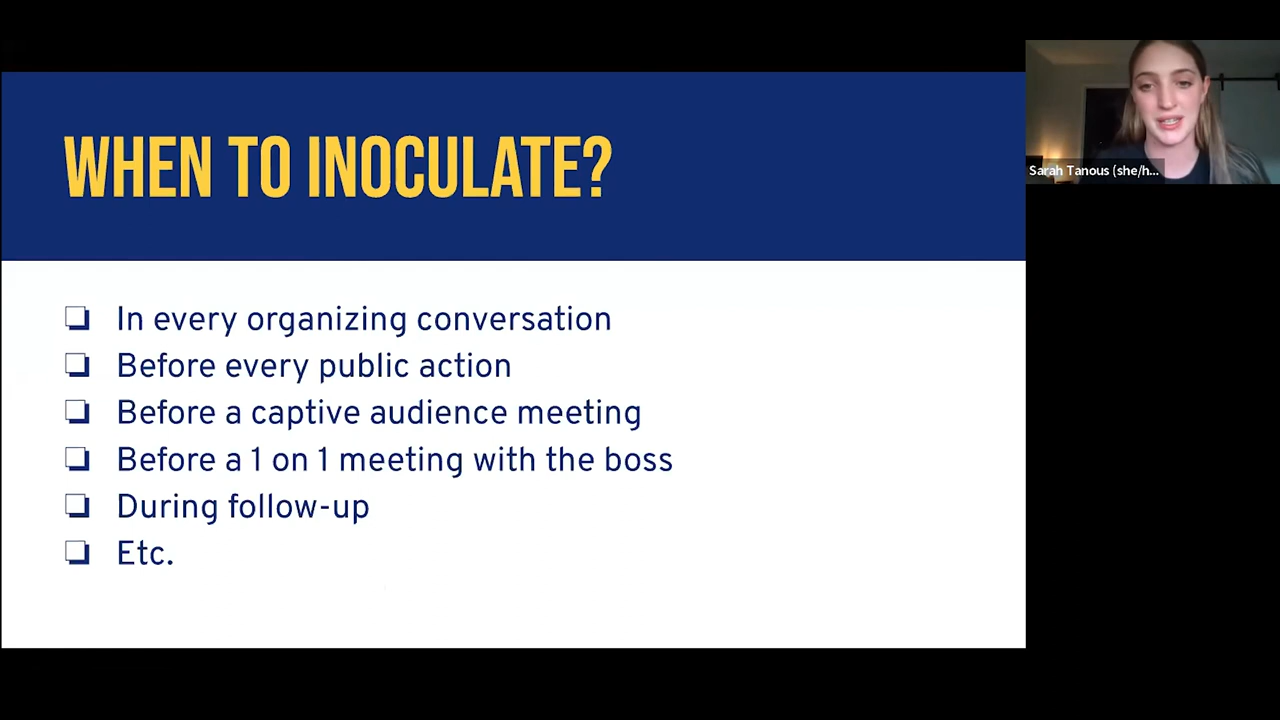 WHEN TO INOCULATE?
In every organizing conversation
Before every public action
Before a captive audience meeting
Before a 1 on 1 meeting with the boss
During follow-up
Etc.
Sarah Tanous (she/h...